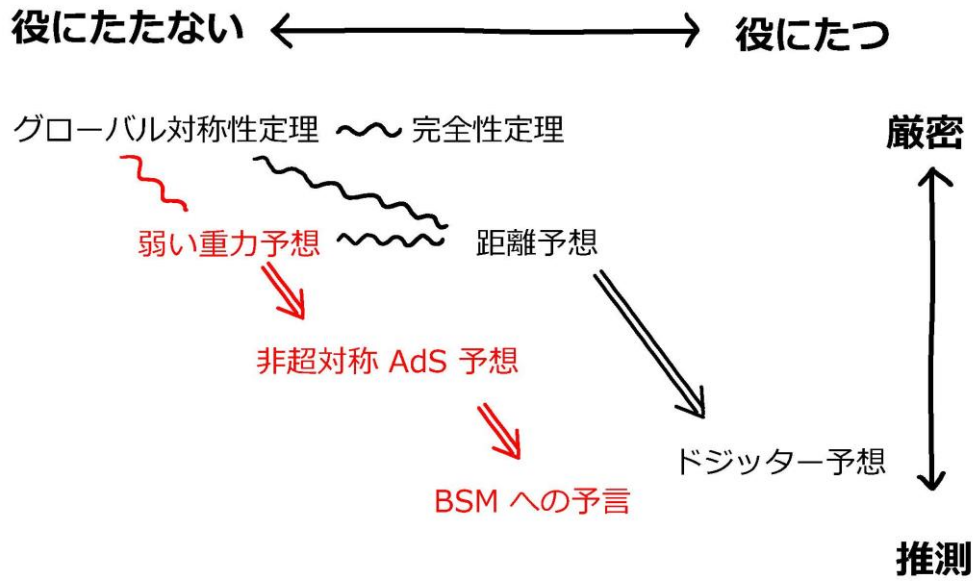 役にたたない 役にたつ
グローバル対称性定理 完全性定理
厳密
弱い重力予想 距離予想
非超対称 AdS 予想
ドジッター予想
BSM への予言
推測